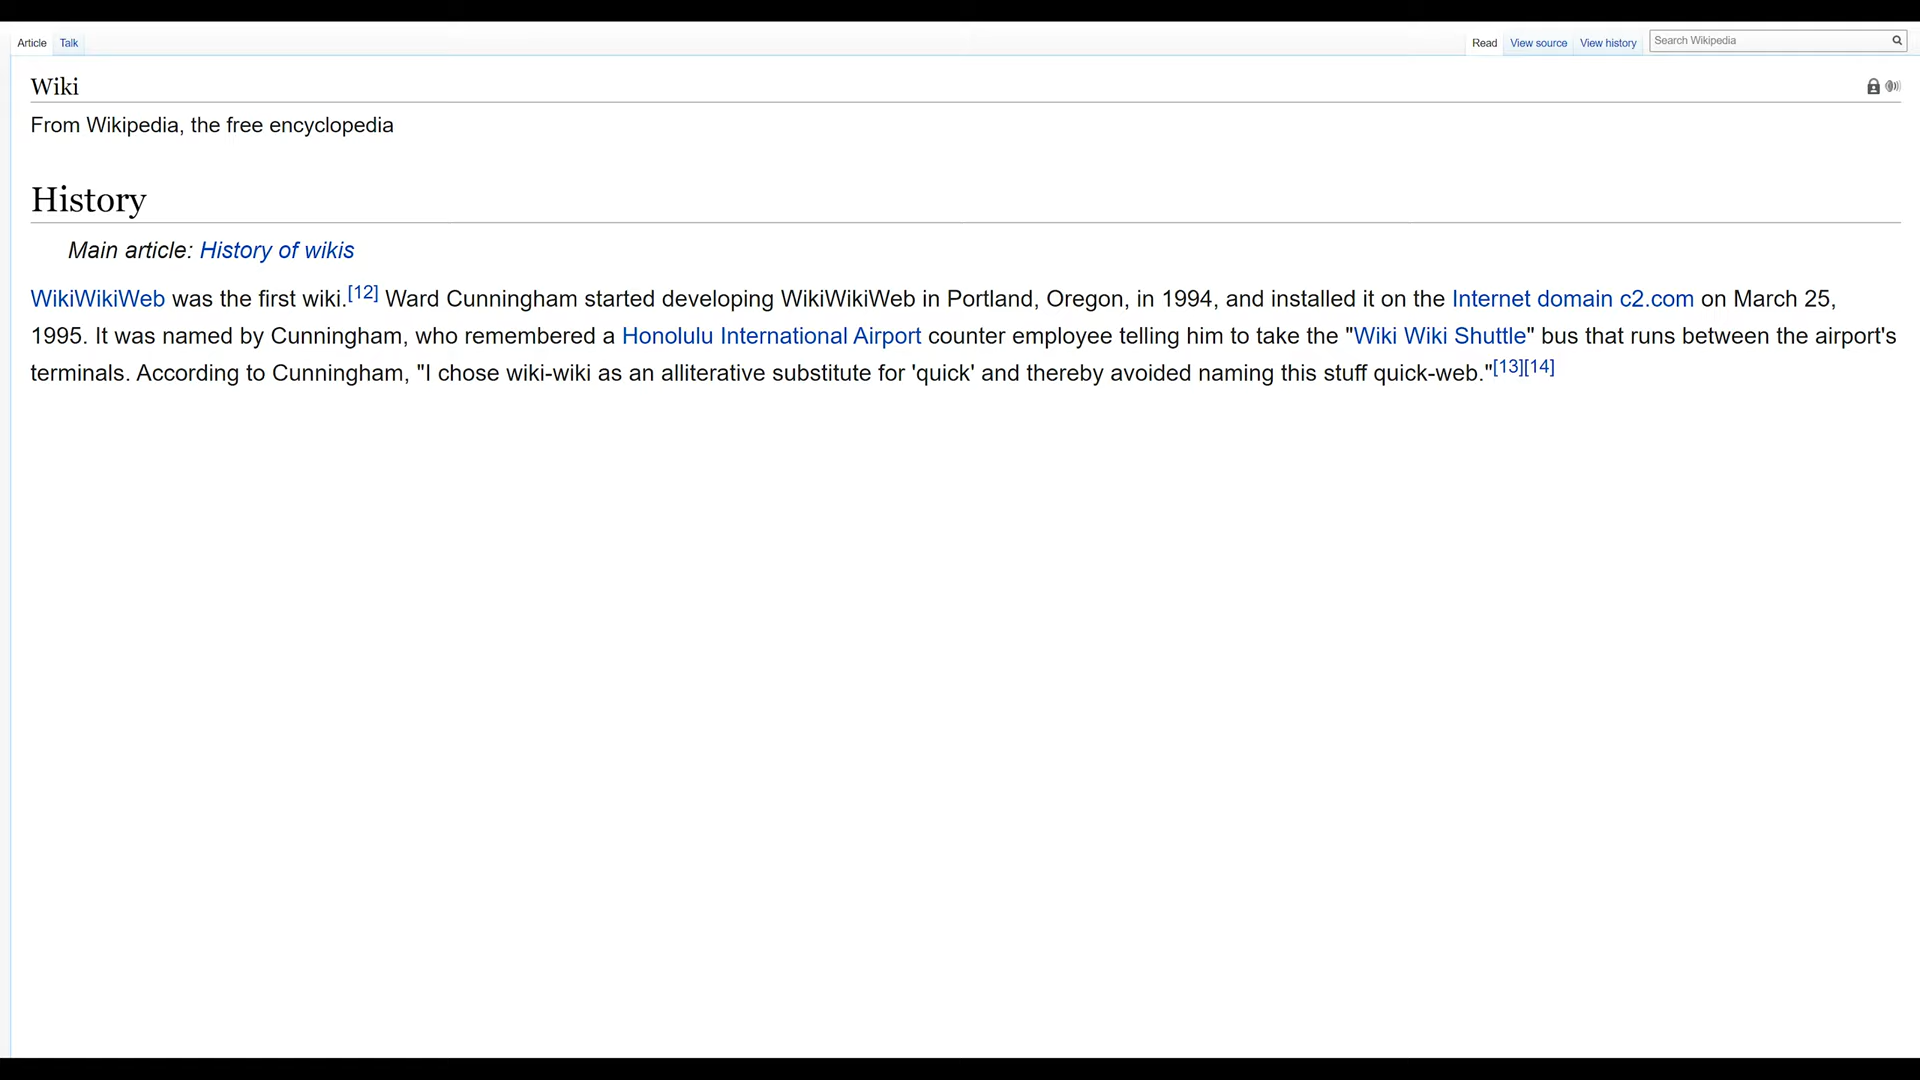 Article Talk Read View source View history Search Wikipedia
Wiki
From Wikipedia, the free encyclopedia
History
Main article: History of wikis
WikiWikiWeb was the first wiki.[12] Ward Cunningham started developing WikiWikiWeb in Portland, Oregon, in 1994, and installed it on the Internet domain c2.com on March 25,
1995. It was named by Cunningham, who remembered a Honolulu International Airport counter employee telling him to take the "Wiki Wiki Shuttle" bus that runs between the airport's
terminals. According to Cunningham, "I chose wiki-wiki as an alliterative substitute for 'quick' and thereby avoided naming this stuff quick-web."[13][14]